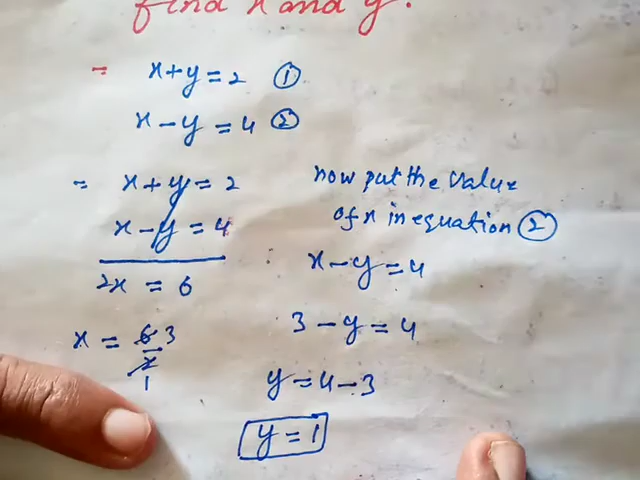 find x and y.
= x+y=2 ①
x-y=4 ②
= x+y=2
x-y=4
2x = 6
x = 6 3
2
1
now put the value
of x in equation ②
x-y=4
3-y=4
y=4-3
y=1